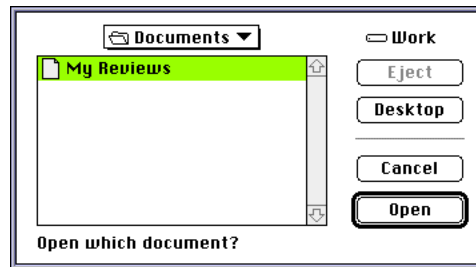 Documents
Work
My Reviews
Eject
Desktop
Cancel
Open
Open which document?